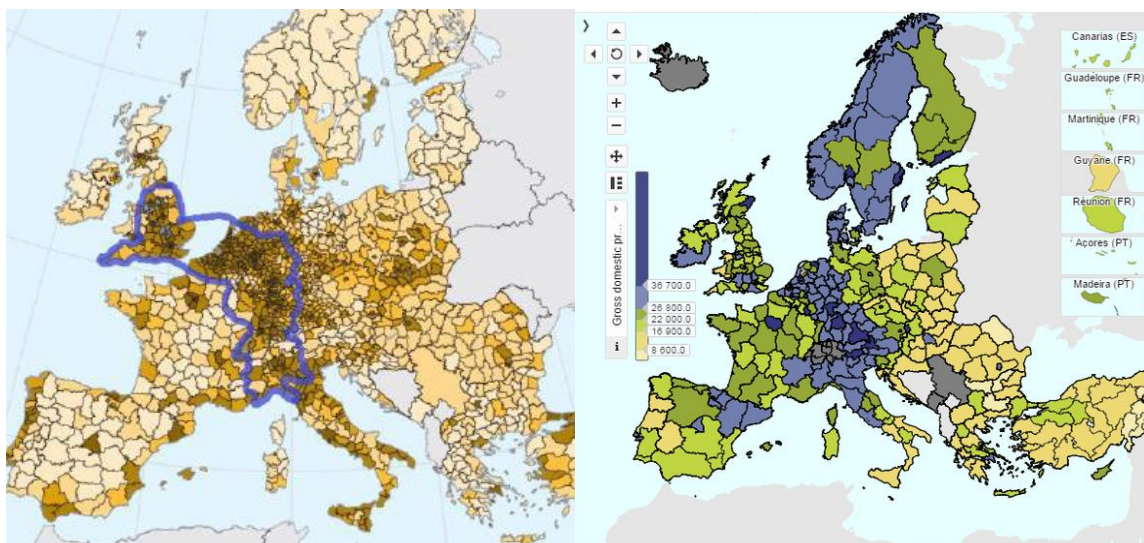 Canarias (ES)
Guadeloupe (FR)
Martinique (FR)
Guyane (FR)
Réunion (FR)
Açores (PT)
Madeira (PT)
Gross domestic pr...
36 700.0
26 800.0
22 000.0
16 900.0
8 600.0
i